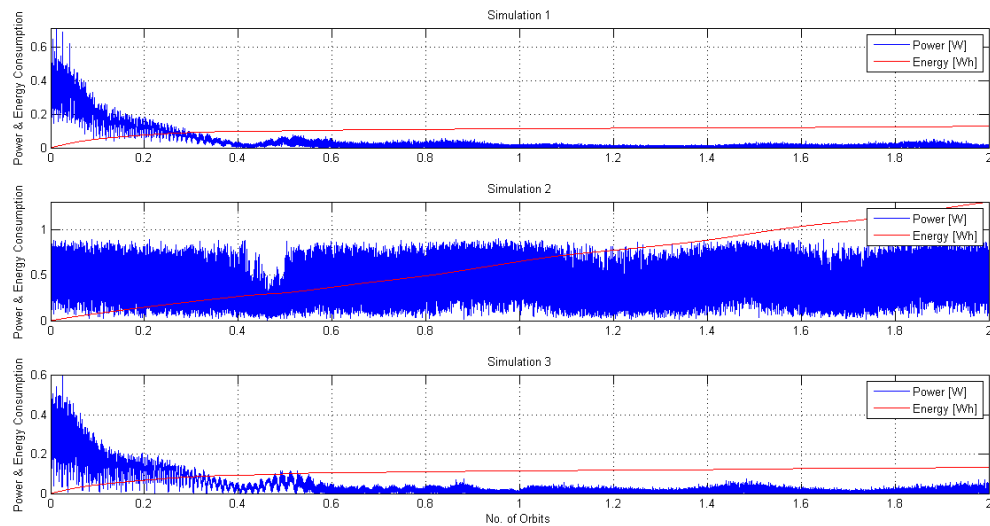 Simulation 1
Power & Energy Consumption
0.6
0.4
0.2
0
Power [W]
Energy [Wh]
0 0.2 0.4 0.6 0.8 1 1.2 1.4 1.6 1.8 2
Simulation 2
Power & Energy Consumption
1
0.5
0
Power [W]
Energy [Wh]
0 0.2 0.4 0.6 0.8 1 1.2 1.4 1.6 1.8 2
Simulation 3
Power & Energy Consumption
0.6
0.4
0.2
0
Power [W]
Energy [Wh]
0 0.2 0.4 0.6 0.8 1 1.2 1.4 1.6 1.8 2
No. of Orbits